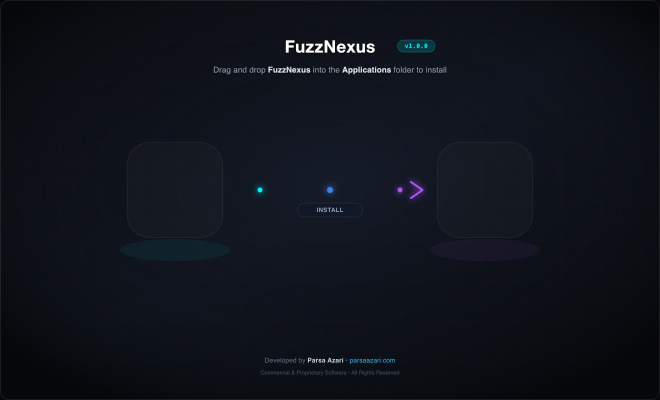 FuzzNexus v1.0.0
Drag and drop FuzzNexus into the Applications folder to install
INSTALL
Developed by Parsa Azari • parsaazari.com
Commercial & Proprietary Software • All Rights Reserved